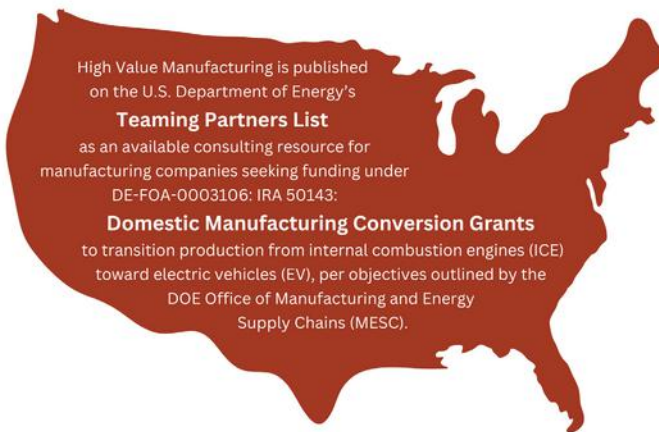 High Value Manufacturing is published
on the U.S. Department of Energy's
Teaming Partners List
as an available consulting resource for
manufacturing companies seeking funding under
DE-FOA-0003106: IRA 50143:
Domestic Manufacturing Conversion Grants
to transition production from internal combustion engines (ICE)
toward electric vehicles (EV), per objectives outlined by the
DOE Office of Manufacturing and Energy
Supply Chains (MESC).